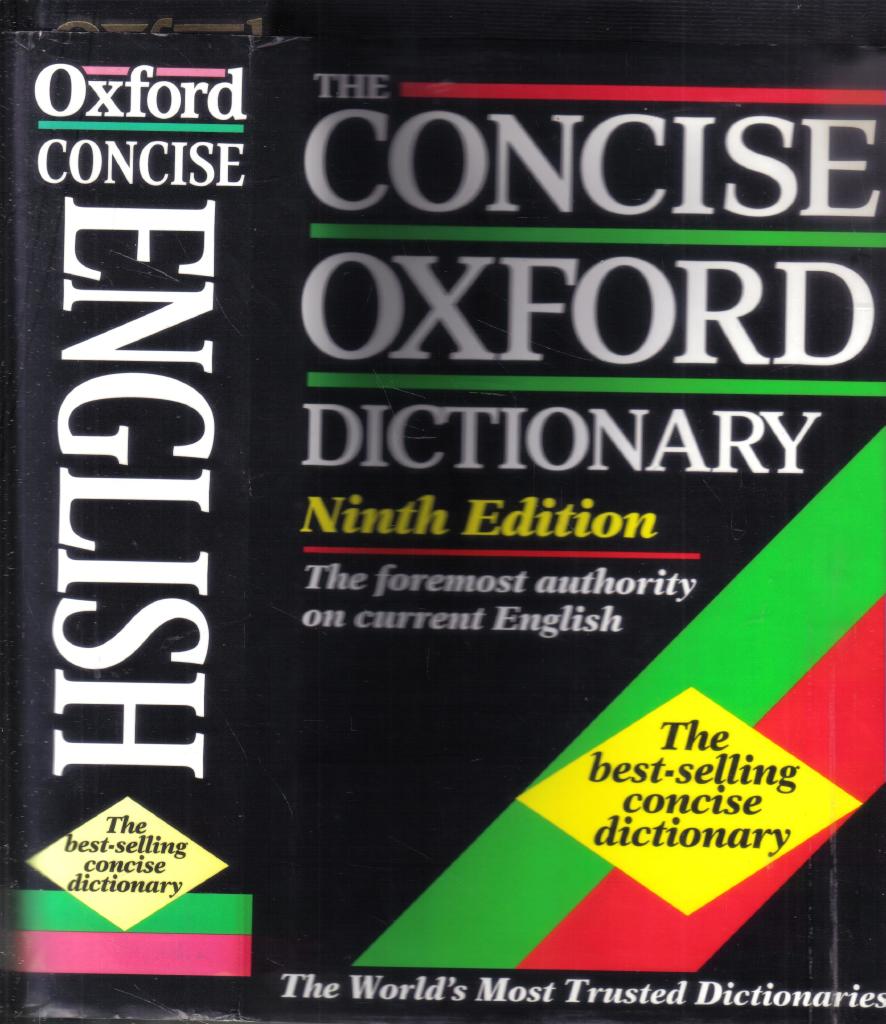 Oxford
CONCISE
ENGLISH
The
best-selling
concise
dictionary
THE
CONCISE
OXFORD
DICTIONARY
Ninth Edition
The foremost authority
on current English
The
best-selling
concise
dictionary
The World's Most Trusted Dictionaries